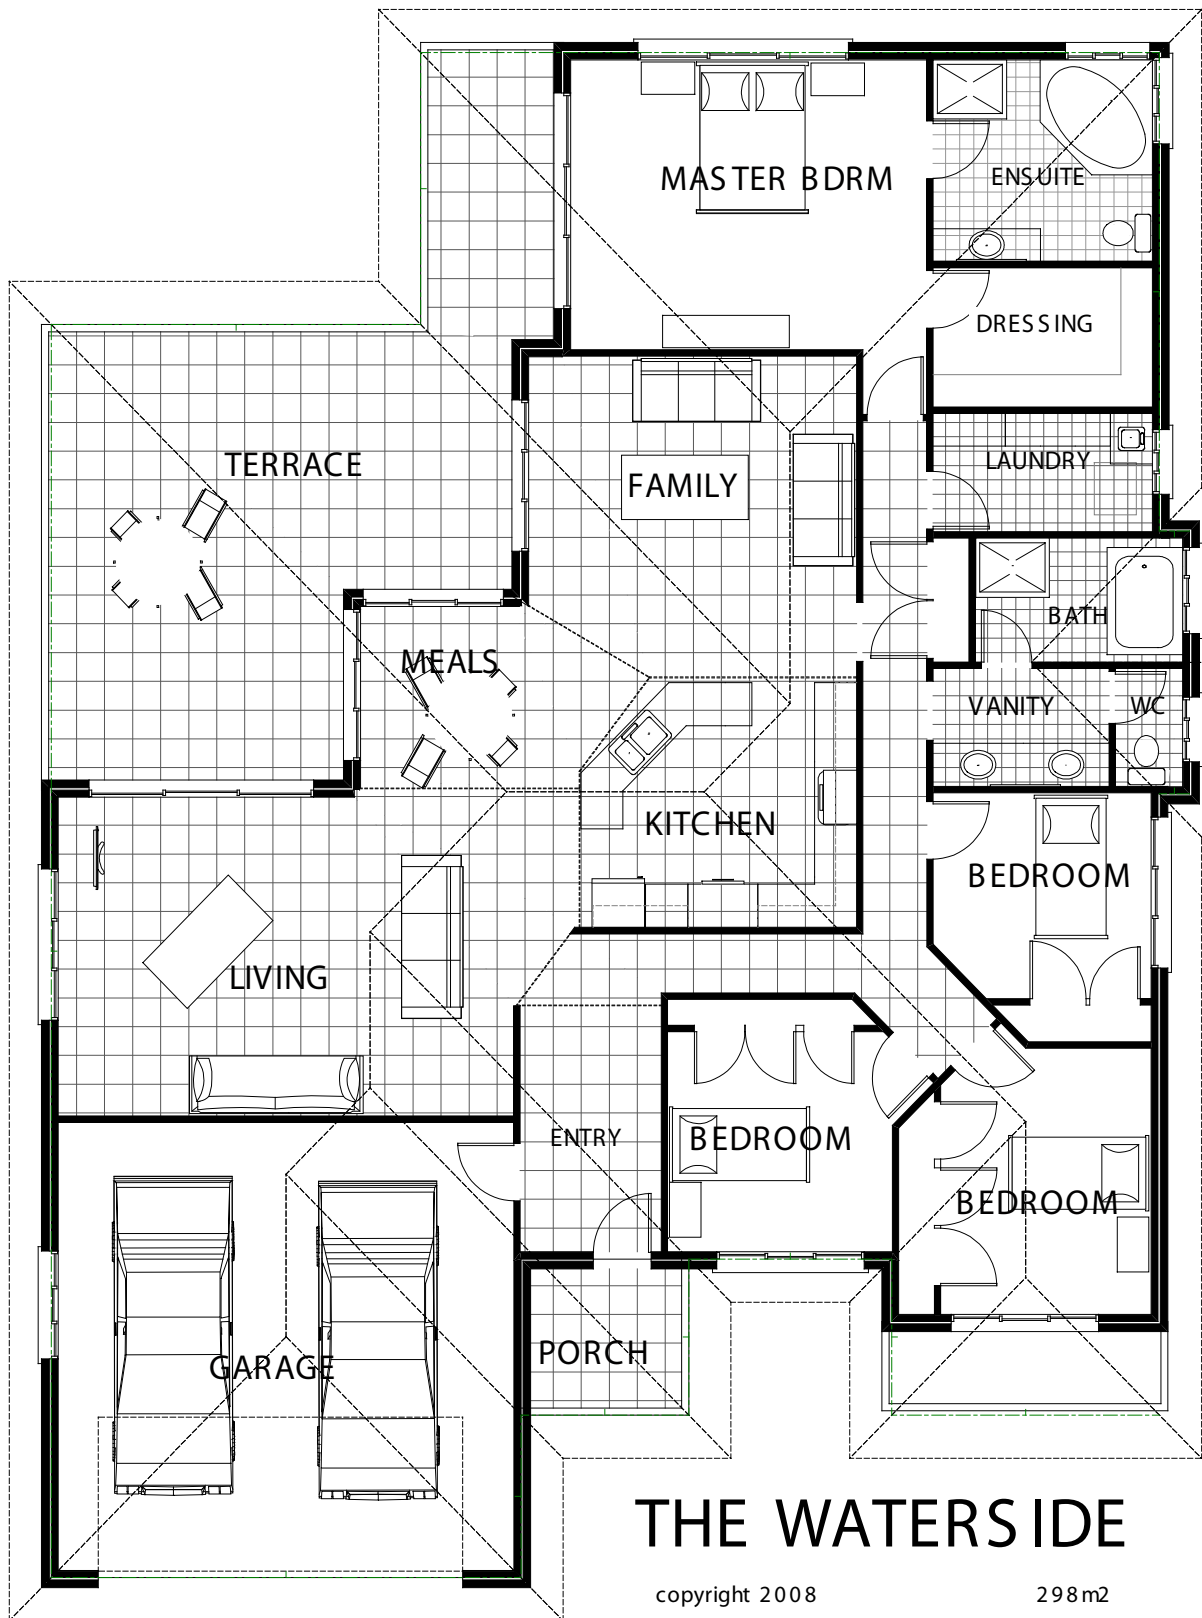 MASTER BDRM
ENSUITE
DRESSING
TERRACE
FAMILY
LAUNDRY
BATH
MEALS
VANITY
WC
KITCHEN
BEDROOM
LIVING
ENTRY
BEDROOM
BEDROOM
PORCH
GARAGE
THE WATERSIDE
copyright 2008
298m2